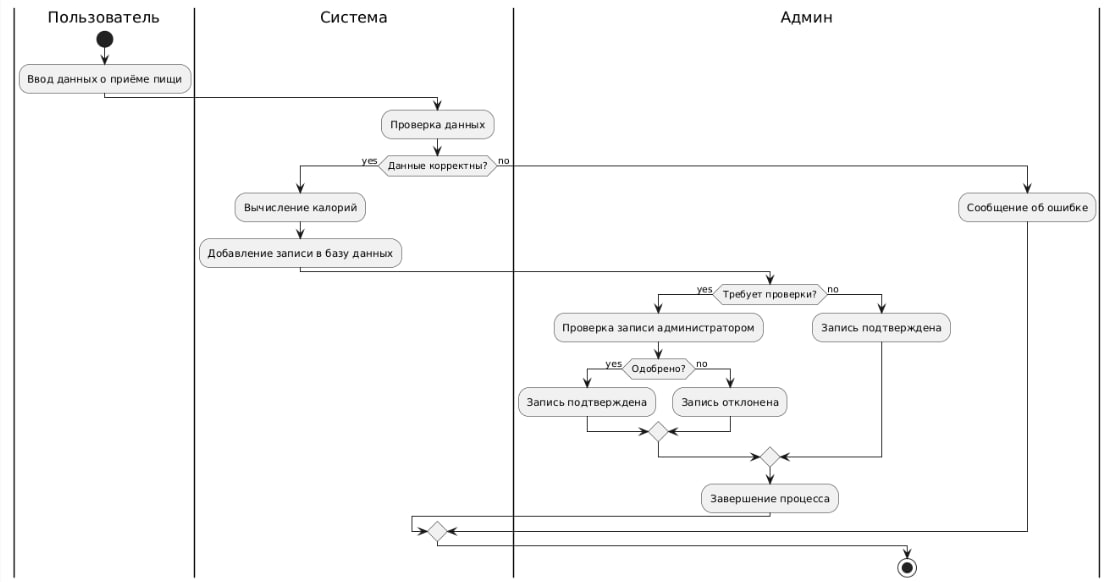 Пользователь
Система
Админ
Ввод данных о приёме пищи
Проверка данных
yes
Данные корректны?
no
Вычисление калорий
Сообщение об ошибке
Добавление записи в базу данных
yes
Требует проверки?
no
Проверка записи администратором
Запись подтверждена
yes
Одобрено?
no
Запись подтверждена
Запись отклонена
Завершение процесса